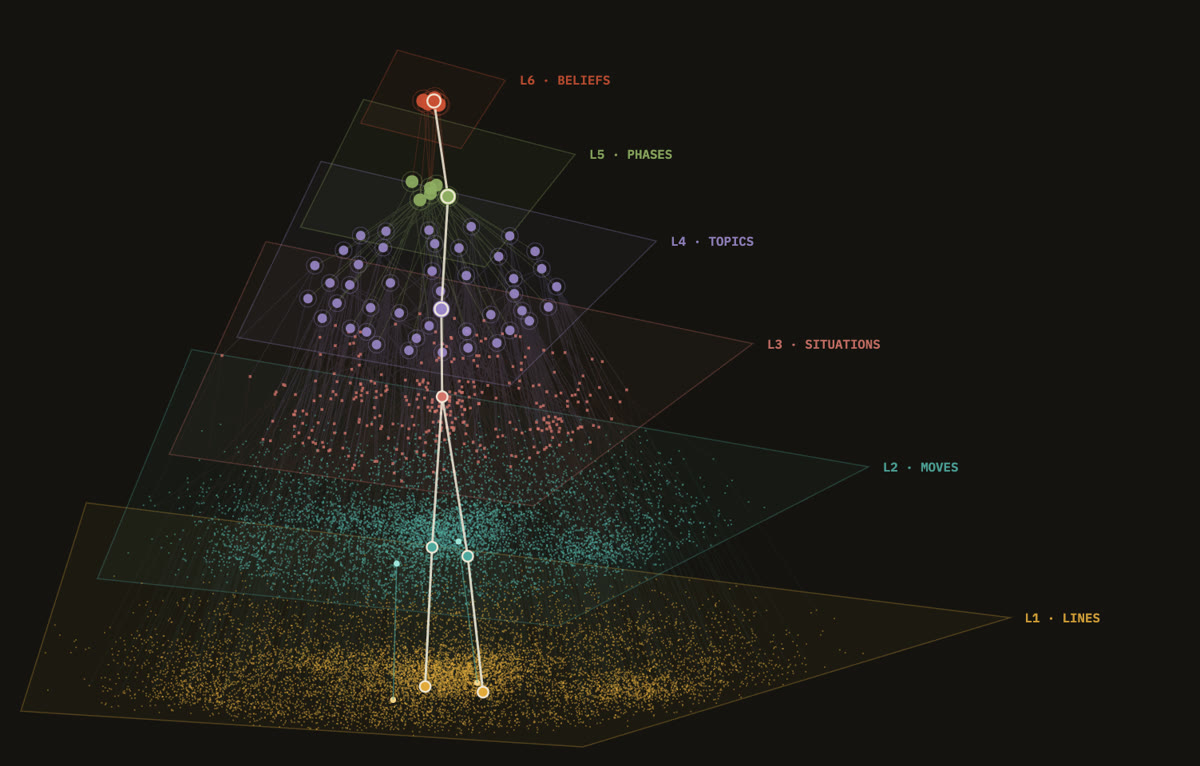 L6 · BELIEFS
L5 · PHASES
L4 · TOPICS
L3 · SITUATIONS
L2 · MOVES
L1 · LINES